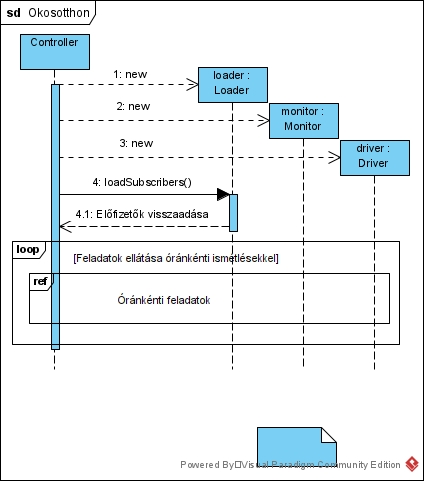 sd Okosotthon
Controller
1: new
loader :
Loader
2: new
monitor :
Monitor
3: new
driver :
Driver
4: loadSubscribers()
4.1: Előfizetők visszaadása
loop
[Feladatok ellátása óránkénti ismétlésekkel]
ref
Óránkénti feladatok
Powered By Visual Paradigm Community Edition